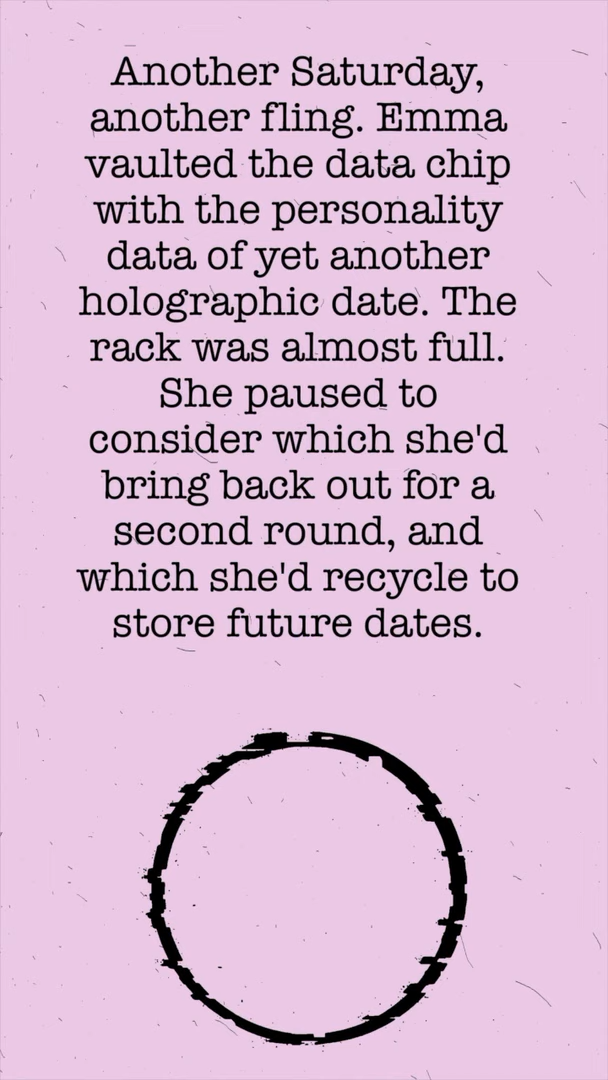 Another Saturday,
another fling. Emma
vaulted the data chip
with the personality
data of yet another
holographic date. The
rack was almost full.
She paused to
consider which she'd
bring back out for a
second round, and
which she'd recycle to
store future dates.